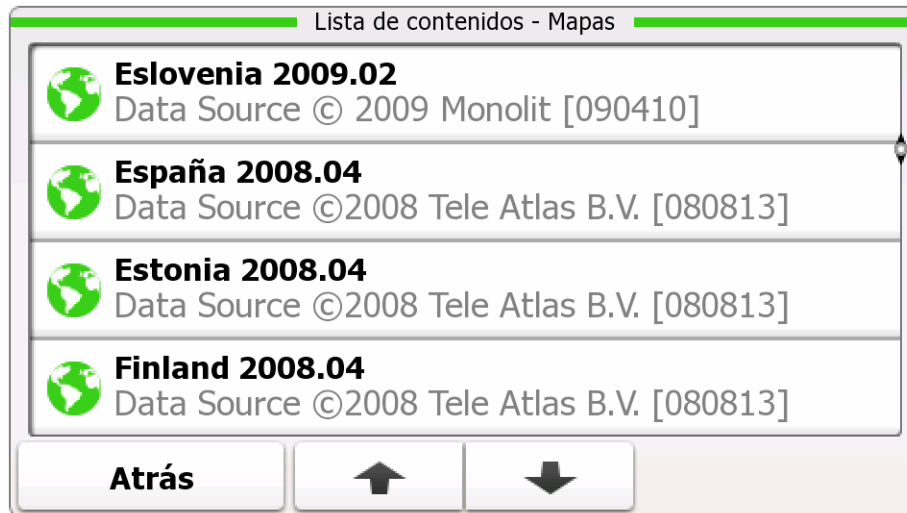 Lista de contenidos - Mapas
Eslovenia 2009.02
Data Source © 2009 Monolit [090410]
España 2008.04
Data Source ©2008 Tele Atlas B.V. [080813]
Estonia 2008.04
Data Source ©2008 Tele Atlas B.V. [080813]
Finland 2008.04
Data Source ©2008 Tele Atlas B.V. [080813]
Atrás